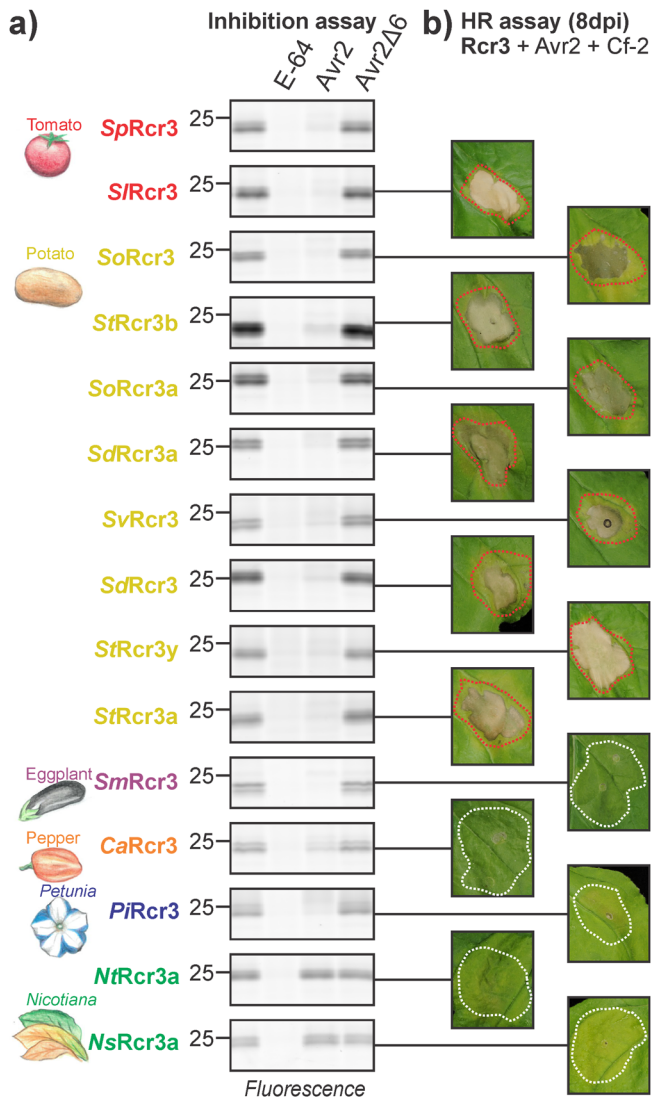 a)
Inhibition assay
E-64
Avr2
Avr2Δ6
b) HR assay (8dpi)
Rcr3 + Avr2 + Cf-2
Tomato
SpRcr3
25
SlRcr3
25
Potato
SoRcr3
25
StRcr3b
25
SoRcr3a
25
SdRcr3a
25
SvRcr3
25
SdRcr3
25
StRcr3y
25
StRcr3a
25
Eggplant
SmRcr3
25
Pepper
CaRcr3
25
Petunia
PiRcr3
25
NtRcr3a
25
Nicotiana
NsRcr3a
25
Fluorescence